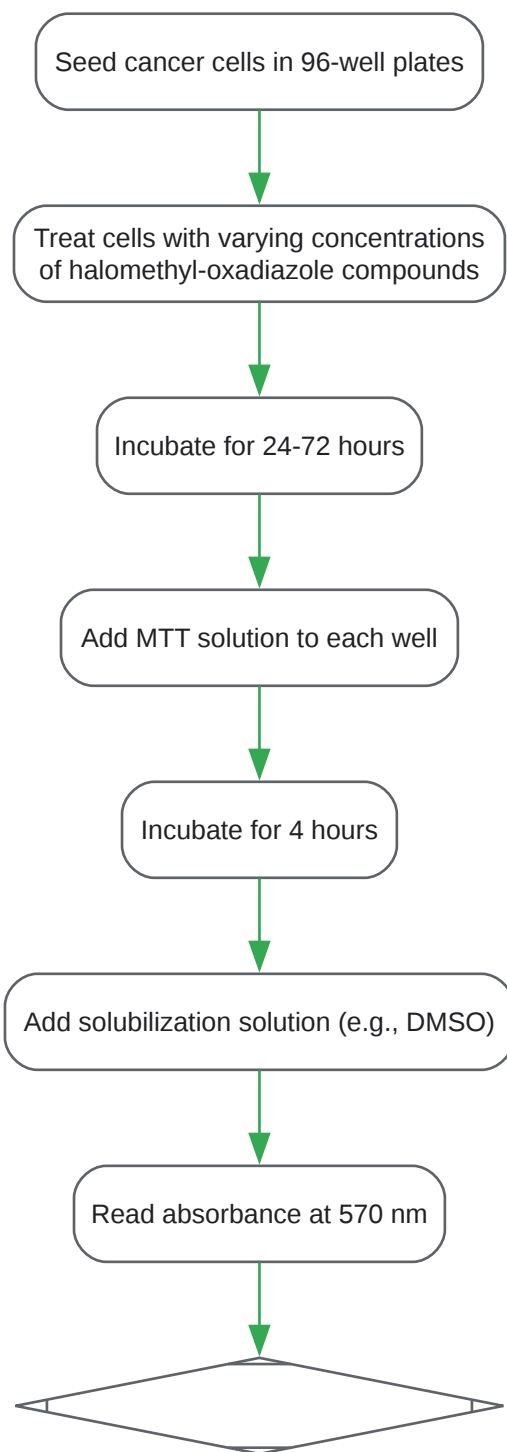 Seed cancer cells in 96-well plates
Treat cells with varying concentrations
of halomethyl-oxadiazole compounds
Incubate for 24-72 hours
Add MTT solution to each well
Incubate for 4 hours
Add solubilization solution (e.g., DMSO)
Read absorbance at 570 nm